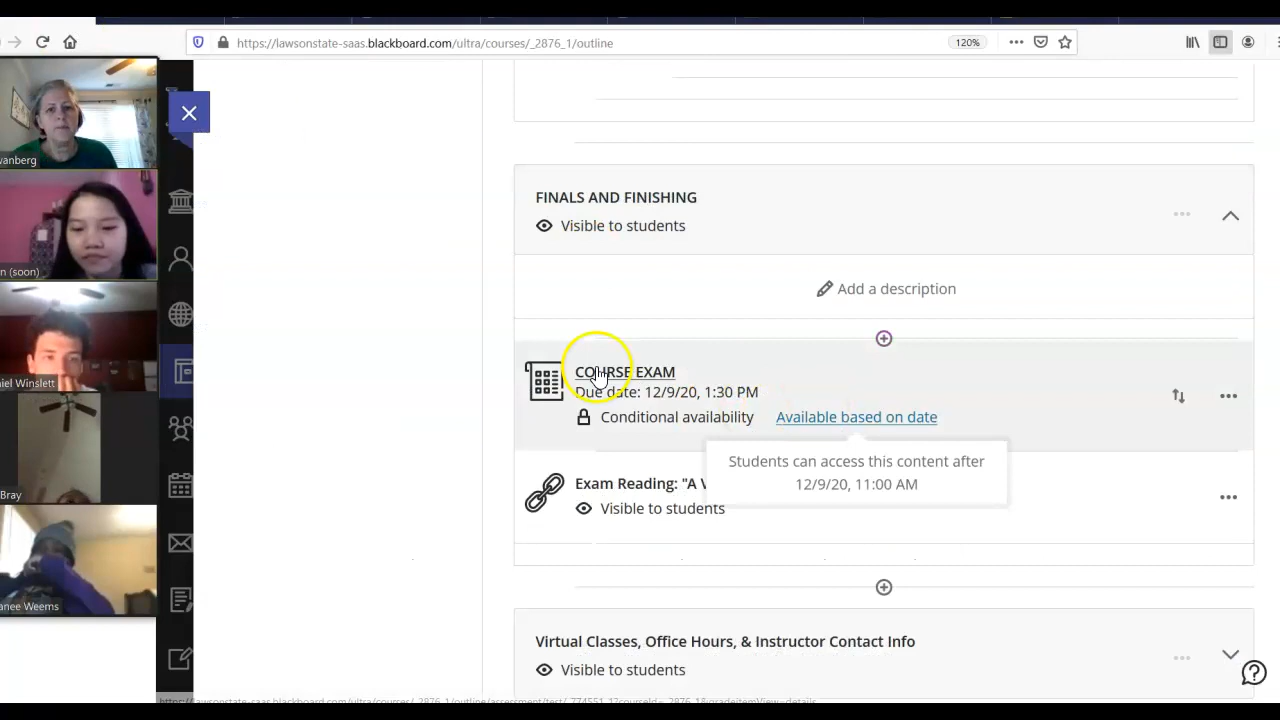 https://lawsonstate-saas.blackboard.com/ultra/courses/_2876_1/outline
120%
wanberg
n (soon)
iel Winslett
Bray
anee Weems
FINALS AND FINISHING
Visible to students
Add a description
COURSE EXAM
Due date: 12/9/20, 1:30 PM
Conditional availability Available based on date
Students can access this content after
12/9/20, 11:00 AM
Exam Reading: "A V
Visible to students
Virtual Classes, Office Hours, & Instructor Contact Info
Visible to students